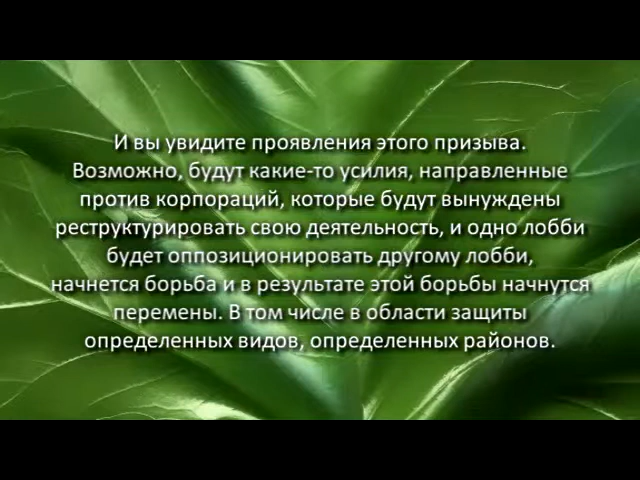 И вы увидите проявления этого призыва.
Возможно, будут какие-то усилия, направленные
против корпораций, которые будут вынуждены
реструктурировать свою деятельность, и одно лобби
будет оппозиционировать другому лобби,
начнется борьба и в результате этой борьбы начнутся
перемены. В том числе в области защиты
определенных видов, определенных районов.